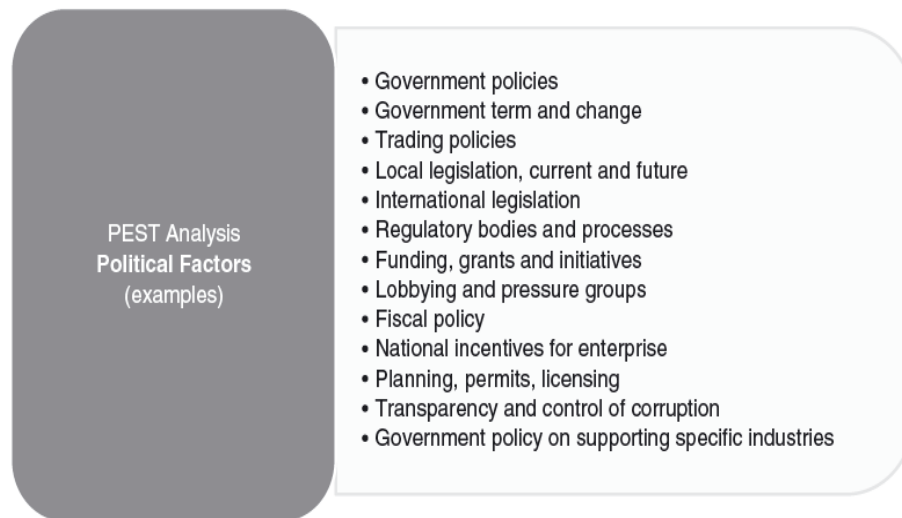 PEST Analysis
Political Factors
(examples)
• Government policies
• Government term and change
• Trading policies
• Local legislation, current and future
• International legislation
• Regulatory bodies and processes
• Funding, grants and initiatives
• Lobbying and pressure groups
• Fiscal policy
• National incentives for enterprise
• Planning, permits, licensing
• Transparency and control of corruption
• Government policy on supporting specific industries